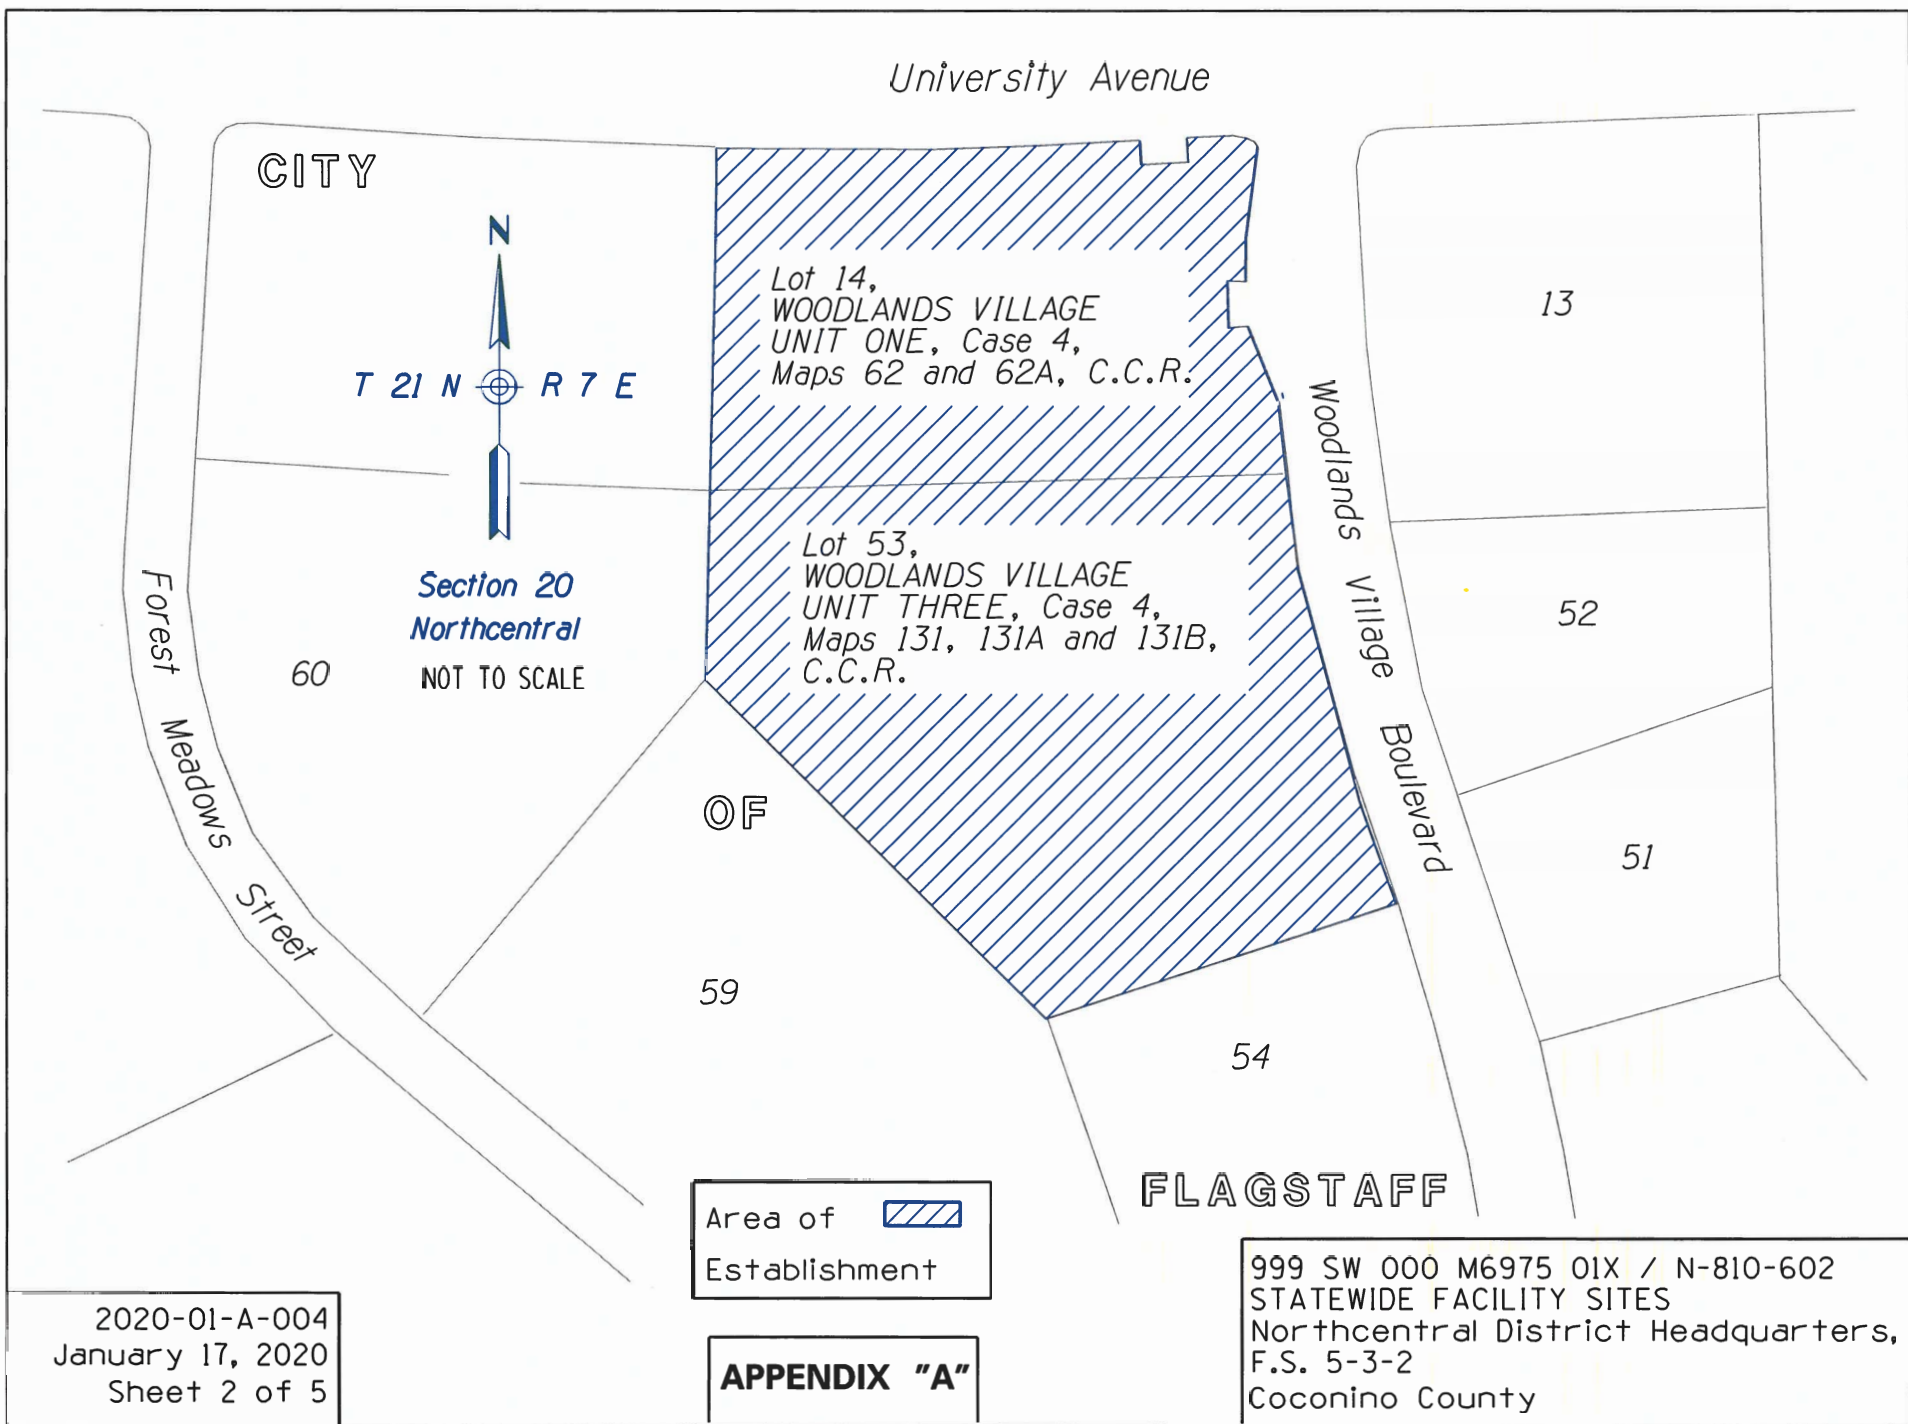 University Avenue
CITY
N
T 21 N R 7 E
Section 20
Northcentral
NOT TO SCALE
Lot 14,
WOODLANDS VILLAGE
UNIT ONE, Case 4,
Maps 62 and 62A, C.C.R.
13
Woodlands Village Boulevard
Lot 53,
WOODLANDS VILLAGE
UNIT THREE, Case 4,
Maps 131, 131A and 131B,
C.C.R.
52
60
Forest Meadows Street
OF
51
59
54
FLAGSTAFF
Area of
Establishment
APPENDIX "A"
2020-01-A-004
January 17, 2020
Sheet 2 of 5
999 SW 000 M6975 01X / N-810-602
STATEWIDE FACILITY SITES
Northcentral District Headquarters,
F.S. 5-3-2
Coconino County